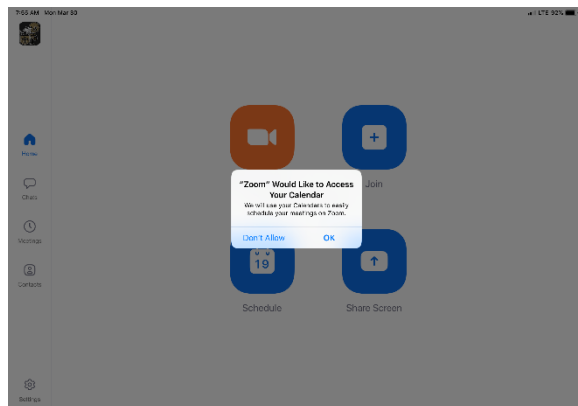 7:55 AM Mon Mar 30
LTE 92%
Home
Chats
Meetings
Contacts
Settings
Join
"Zoom" Would Like to Access
Your Calendar
We will use your Calendars to easily
schedule your meetings on Zoom.
Don't Allow
OK
19
Schedule
Share Screen